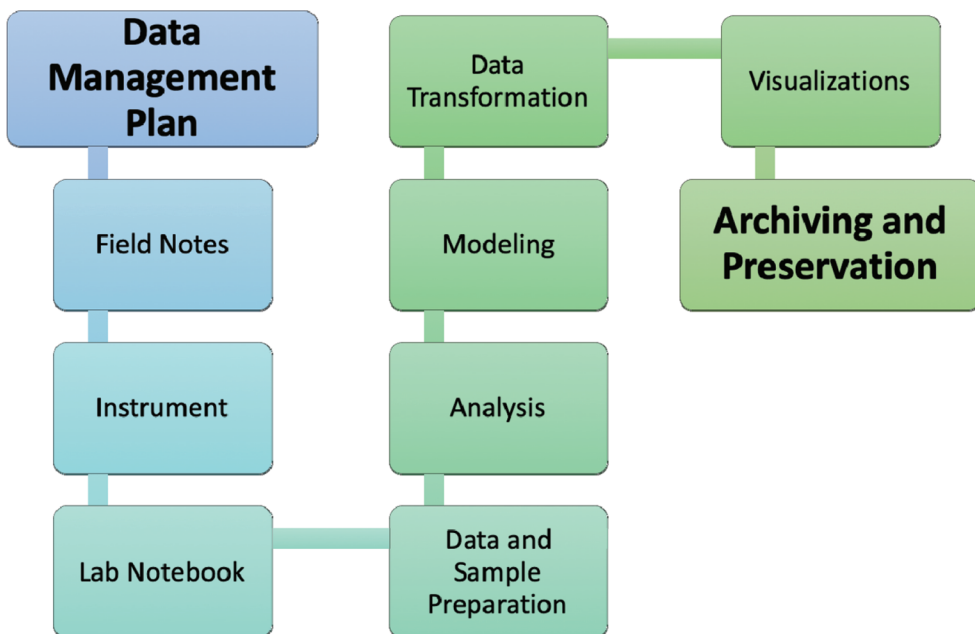 Data
Management
Plan
Field Notes
Instrument
Lab Notebook
Data and
Sample
Preparation
Analysis
Modeling
Data
Transformation
Visualizations
Archiving and
Preservation